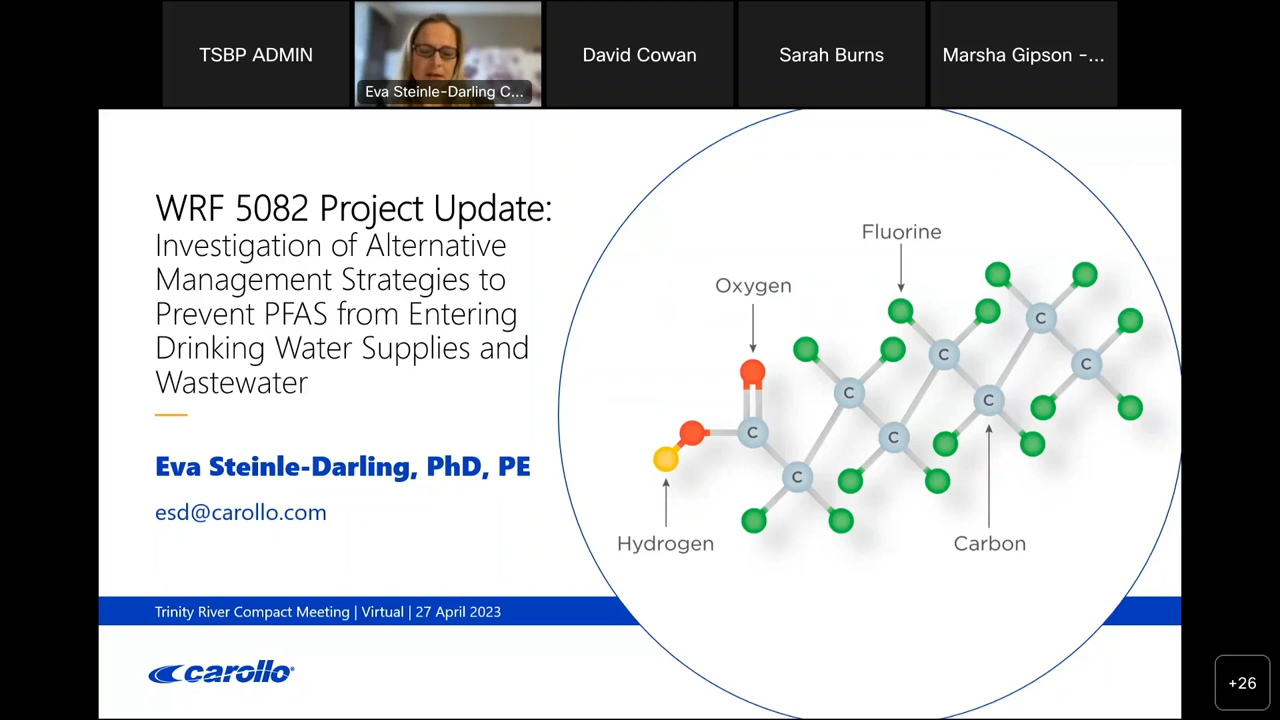 TSBP ADMIN
Eva Steinle-Darling C...
David Cowan
Sarah Burns
Marsha Gipson -...
WRF 5082 Project Update:
Investigation of Alternative
Management Strategies to
Prevent PFAS from Entering
Drinking Water Supplies and
Wastewater
Eva Steinle-Darling, PhD, PE
esd@carollo.com
Fluorine
Oxygen
C
C
C
C
C
C
C
C
Hydrogen
Carbon
Trinity River Compact Meeting | Virtual | 27 April 2023
carollo
+26